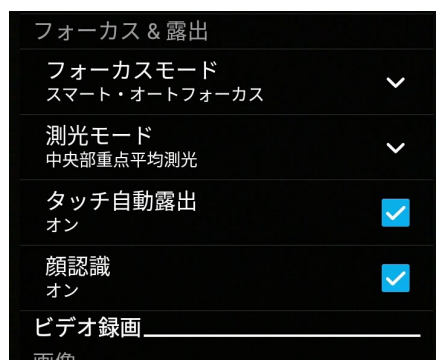 フォーカス & 露出
フォーカスモード
スマート・オートフォーカス
測光モード
中央部重点平均測光
タッチ自動露出
オン
顔認識
オン
ビデオ録画
画像